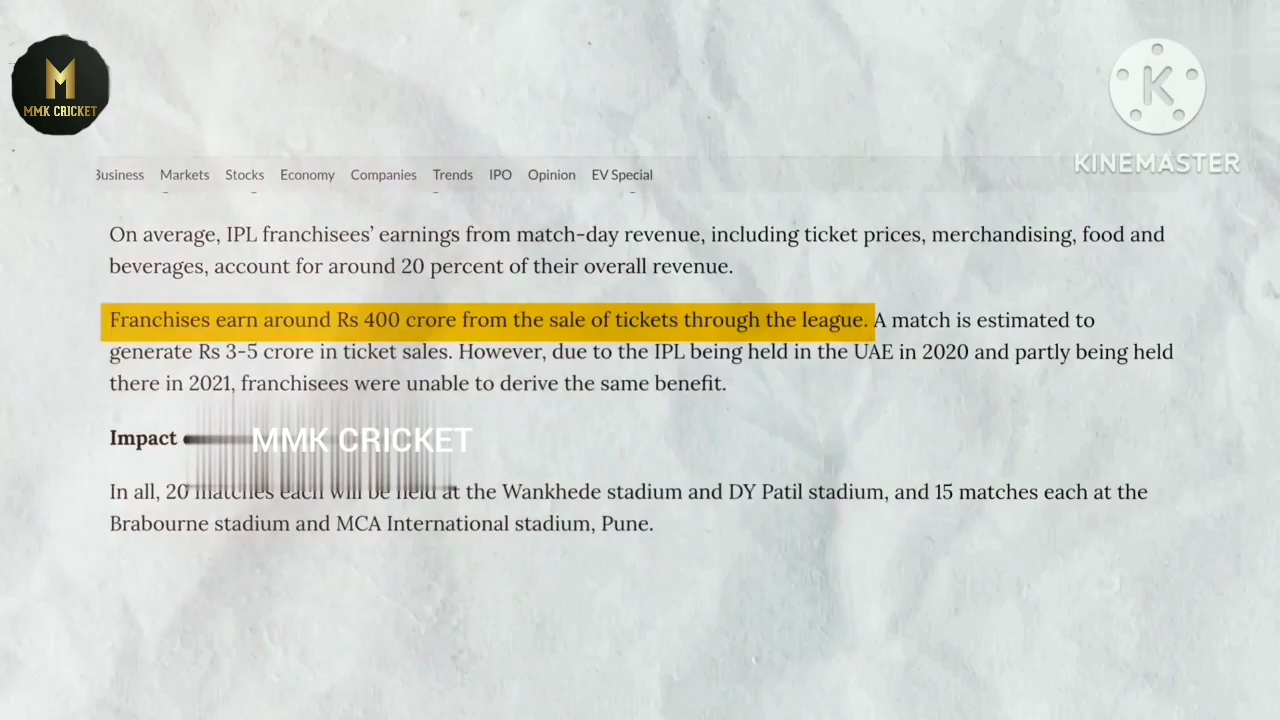 M
MMK CRICKET
K
KINEMASTER
Business Markets Stocks Economy Companies Trends IPO Opinion EV Special
On average, IPL franchisees’ earnings from match-day revenue, including ticket prices, merchandising, food and
beverages, account for around 20 percent of their overall revenue.
Franchises earn around Rs 400 crore from the sale of tickets through the league. A match is estimated to
generate Rs 3-5 crore in ticket sales. However, due to the IPL being held in the UAE in 2020 and partly being held
there in 2021, franchisees were unable to derive the same benefit.
Impact
MMK CRICKET
In all, 20 matches each will be held at the Wankhede stadium and DY Patil stadium, and 15 matches each at the
Brabourne stadium and MCA International stadium, Pune.